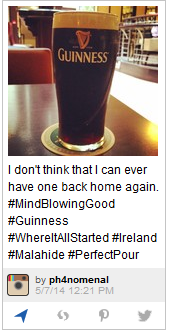 GUINNESS
I don't think that I can ever
have one back home again.
#MindBlowingGood
#Guinness
#WhereItAllStarted #Ireland
#Malahide #PerfectPour
by ph4nomenal
5/7/14 12:21 PM